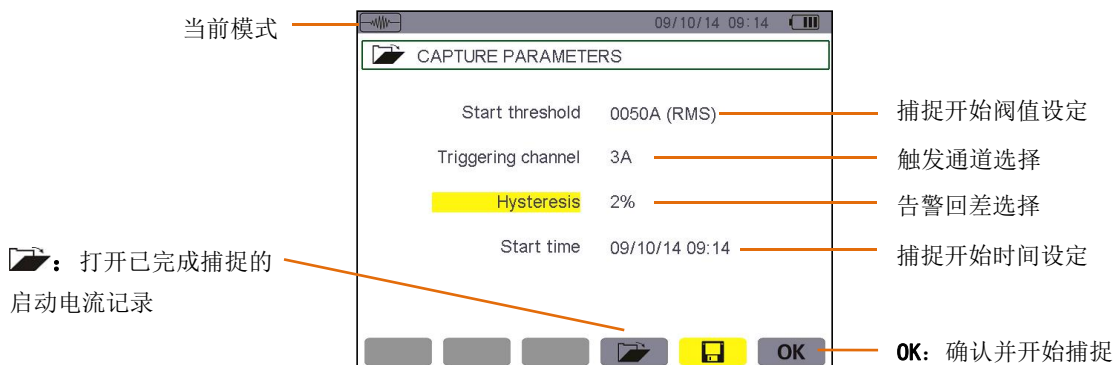 当前模式
09/10/14 09:14
CAPTURE PARAMETERS
Start threshold 0050A (RMS)
捕捉开始阀值设定
Triggering channel 3A
触发通道选择
Hysteresis 2%
告警回差选择
Start time 09/10/14 09:14
捕捉开始时间设定
：打开已完成捕捉的
启动电流记录
OK
OK：确认并开始捕捉